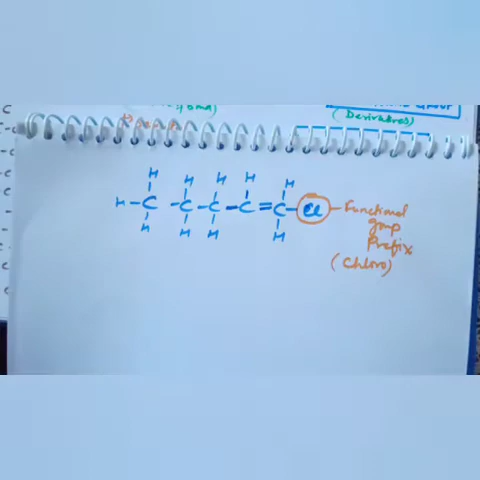 (Derivatives)
H H H H H
H-C-C-C-C=C-Cl-Functional
H H H H
group
Prefix
(Chloro)